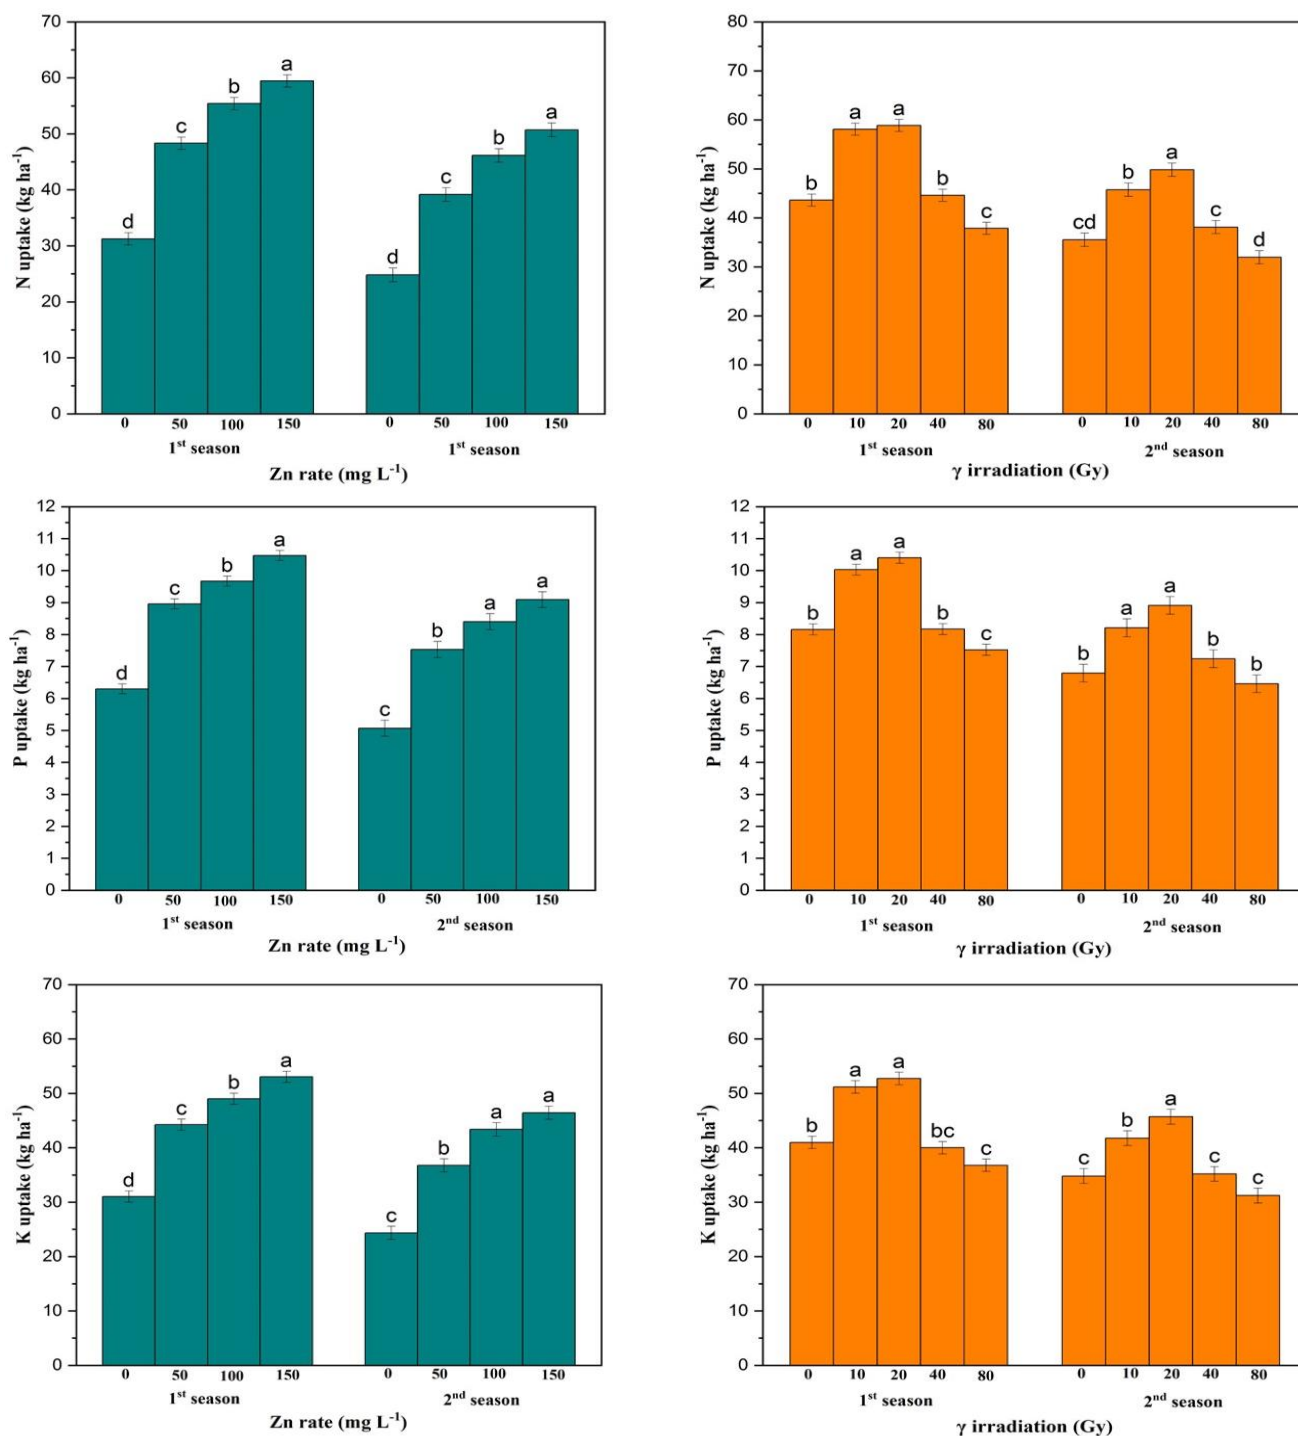 70
60
50
40
30
20
10
0
N uptake (kg ha⁻¹)
d
c
b
a
d
c
b
a
0 50 100 150 0 50 100 150
1st season 1st season
Zn rate (mg L⁻¹)
80
70
60
50
40
30
20
10
0
N uptake (kg ha⁻¹)
b
a
a
b
c
cd
b
a
c
d
0 10 20 40 80 0 10 20 40 80
1st season 2nd season
γ irradiation (Gy)
12
11
10
9
8
7
6
5
4
3
2
1
0
P uptake (kg ha⁻¹)
d
c
b
a
c
b
a
a
0 50 100 150 0 50 100 150
1st season 2nd season
Zn rate (mg L⁻¹)
12
11
10
9
8
7
6
5
4
3
2
1
0
P uptake (kg ha⁻¹)
b
a
a
b
c
b
a
a
b
b
0 10 20 40 80 0 10 20 40 80
1st season 2nd season
γ irradiation (Gy)
70
60
50
40
30
20
10
0
K uptake (kg ha⁻¹)
d
c
b
a
c
b
a
a
0 50 100 150 0 50 100 150
1st season 2nd season
Zn rate (mg L⁻¹)
70
60
50
40
30
20
10
0
K uptake (kg ha⁻¹)
b
a
a
bc
c
c
b
a
c
c
0 10 20 40 80 0 10 20 40 80
1st season 2nd season
γ irradiation (Gy)